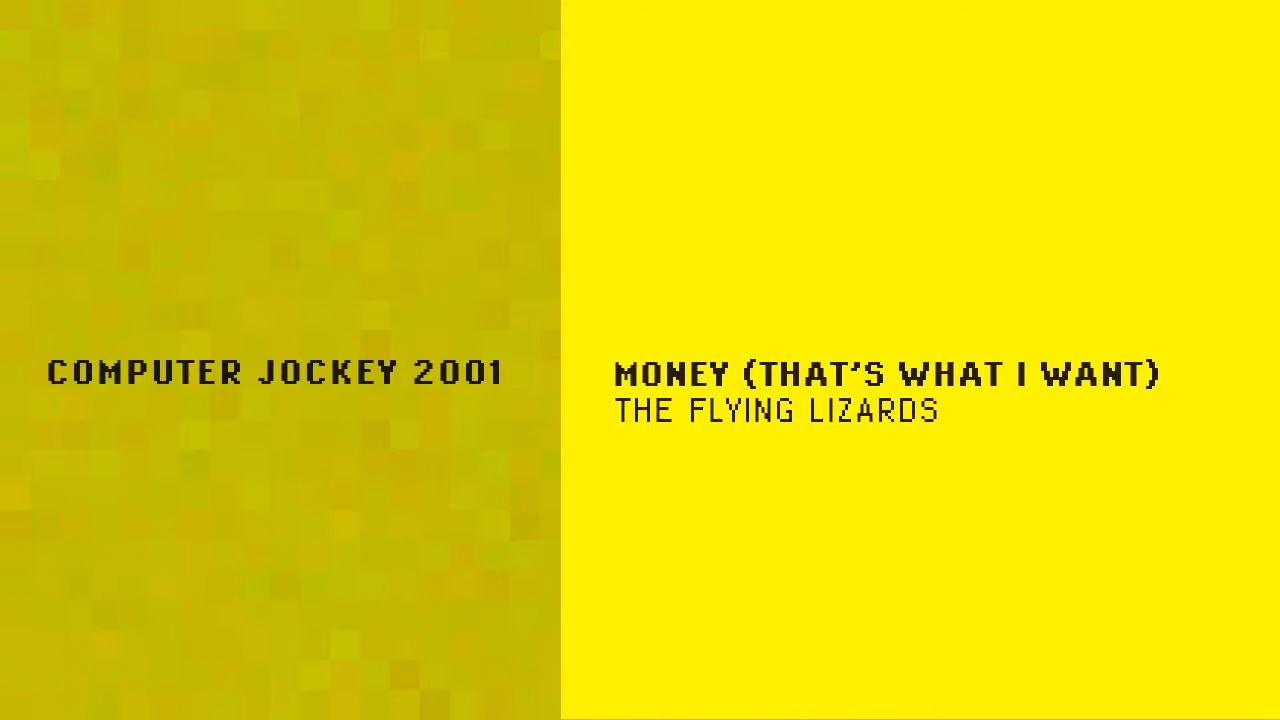 COMPUTER JOCKEY 2001
MONEY (THAT'S WHAT I WANT)
THE FLYING LIZARDS